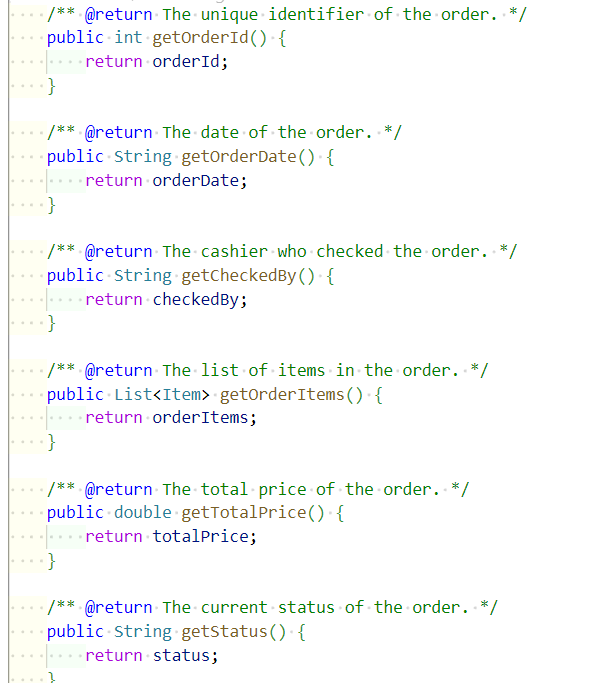 /** @return The unique identifier of the order. */
public int getOrderId() {
return orderId;
}
/** @return The date of the order. */
public String getOrderDate() {
return orderDate;
}
/** @return The cashier who checked the order. */
public String getCheckedBy() {
return checkedBy;
}
/** @return The list of items in the order. */
public List<Item> getOrderItems() {
return orderItems;
}
/** @return The total price of the order. */
public double getTotalPrice() {
return totalPrice;
}
/** @return The current status of the order. */
public String getStatus() {
return status;
}